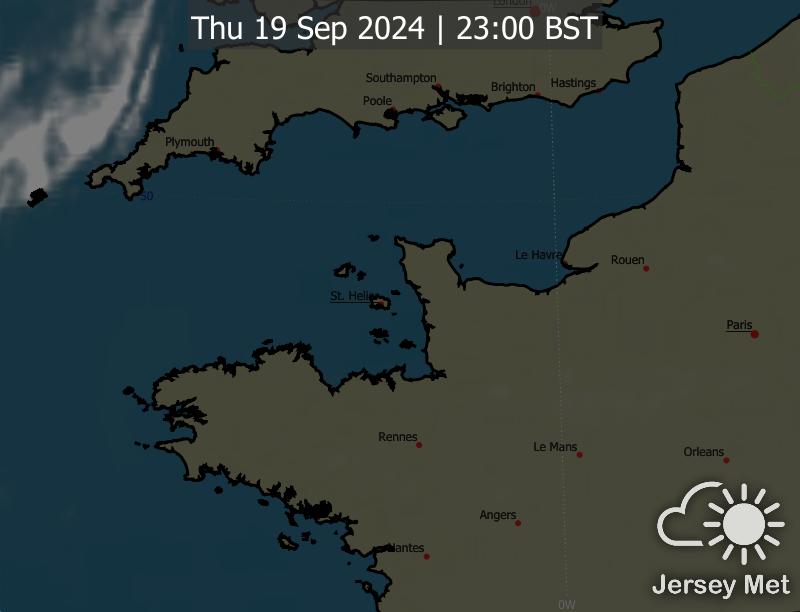 London
0W
Thu 19 Sep 2024 | 23:00 BST
Southampton
Brighton
Hastings
Poole
Plymouth
50
Le Havre
Rouen
St. Helier
Paris
Rennes
Le Mans
Orleans
Angers
Nantes
Jersey Met
0W